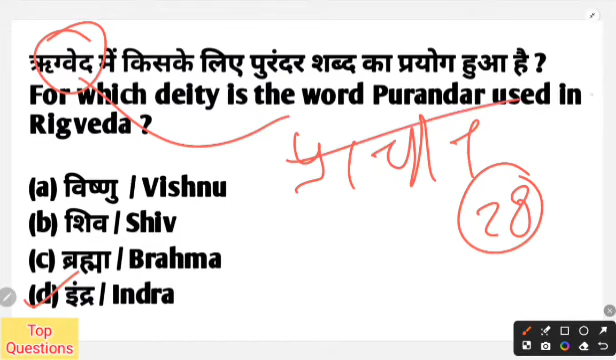 ऋग्वेद में किसके लिए पुरंदर शब्द का प्रयोग हुआ है ?
For which deity is the word Purandar used in
Rigveda ?
प्राचीन
28
(a) विष्णु / Vishnu
(b) शिव / Shiv
(c) ब्रह्मा / Brahma
(d) इंद्र / Indra
Top
Questions